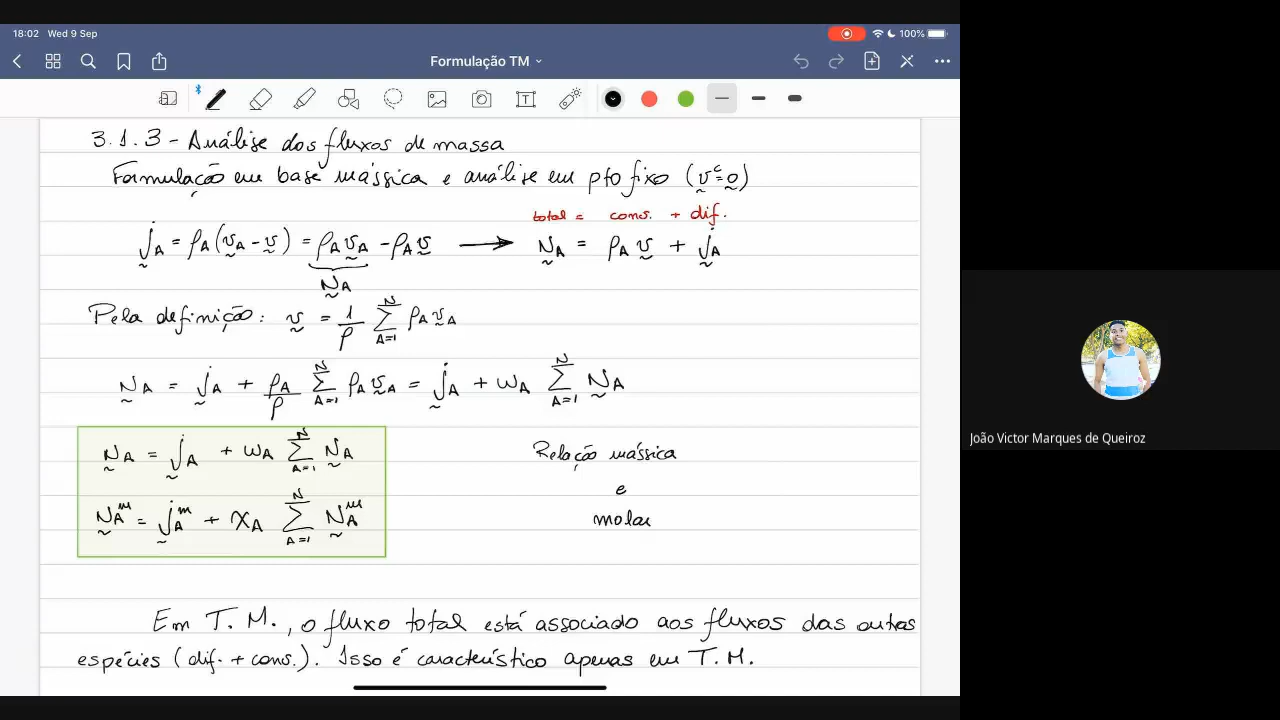 18:02 Wed 9 Sep 100%
Formulação TM
3.1.3 - Análise dos fluxos de massa
Formulação em base mássica e análise em pto fixo (v^c = 0)
total = conv. + dif.
j_A = ρ_A (v_A - v) = ρ_A v_A - ρ_A v → N_A = ρ_A v + j_A
N_A
Pela definição: v = 1/ρ Σ_{A=1}^{N} ρ_A v_A
N_A = j_A + ρ_A/ρ Σ_{A=1}^{N} ρ_A v_A = j_A + ω_A Σ_{A=1}^{N} N_A
N_A = j_A + ω_A Σ_{A=1}^{N} N_A Relação mássica
e
N_A^m = j_A^m + x_A Σ_{A=1}^{N} N_A^m molar
Em T.M., o fluxo total está associado aos fluxos das outras
espécies (dif. + conv.). Isso é característico apenas em T.M.
João Victor Marques de Queiroz